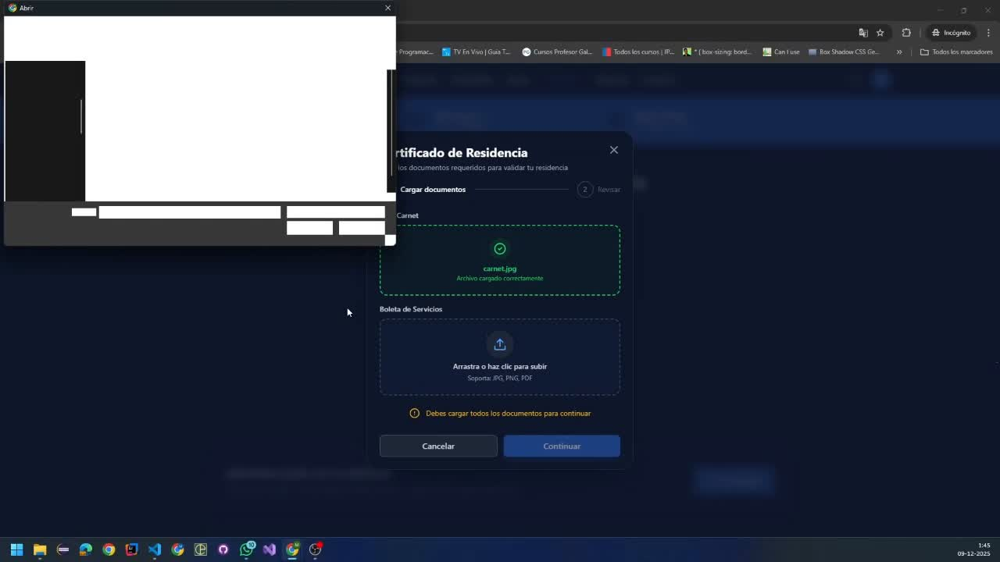 Abrir
Incógnito
Programac...
TV En Vivo | Guía T...
Cursos Profesor Gal...
Todos los cursos | IP...
* { box-sizing: bord...
Can I use
Box Shadow CSS Ge...
»
Todos los marcadores
rtificado de Residencia
los documentos requeridos para validar tu residencia
Cargar documentos
2 Revisar
Carnet
carnet.jpg
Archivo cargado correctamente
Boleta de Servicios
Arrastra o haz clic para subir
Soporta: JPG, PNG, PDF
Debes cargar todos los documentos para continuar
Cancelar
Continuar
1:45
09-12-2025